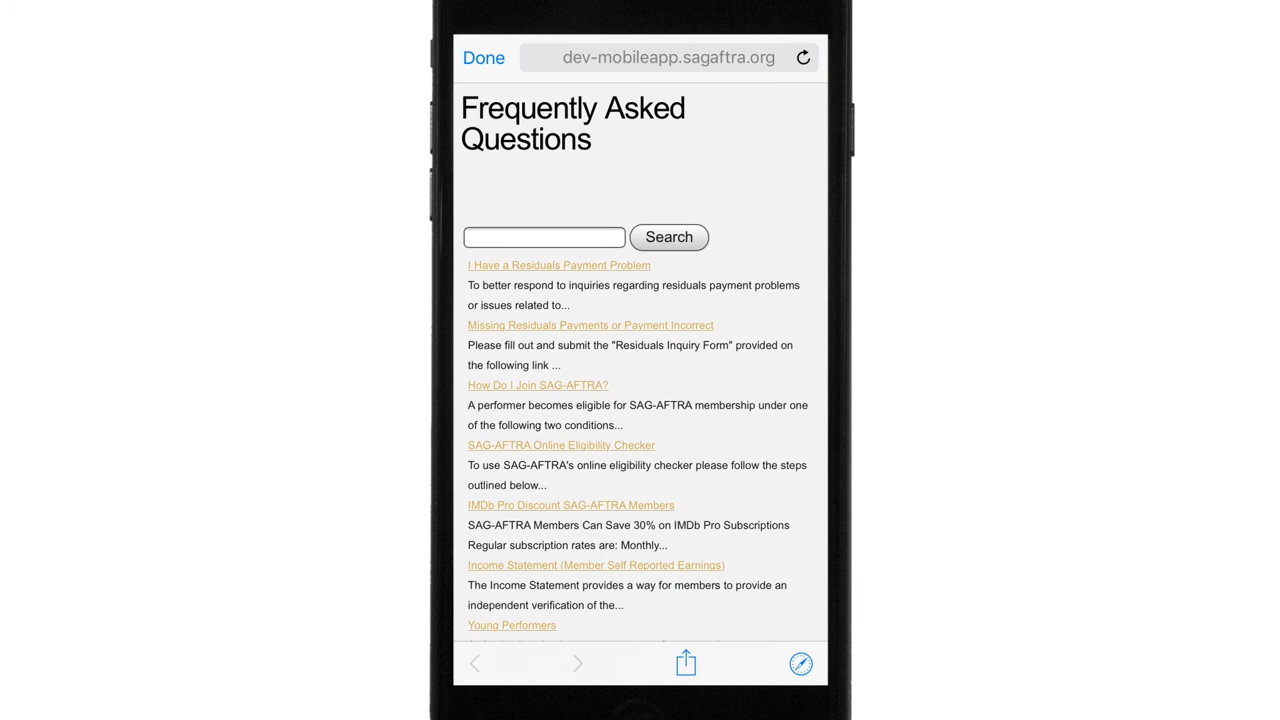 Done
dev-mobileapp.sagaftra.org
Frequently Asked
Questions
Search
I Have a Residuals Payment Problem
To better respond to inquiries regarding residuals payment problems
or issues related to...
Missing Residuals Payments or Payment Incorrect
Please fill out and submit the "Residuals Inquiry Form" provided on
the following link ...
How Do I Join SAG-AFTRA?
A performer becomes eligible for SAG-AFTRA membership under one
of the following two conditions...
SAG-AFTRA Online Eligibility Checker
To use SAG-AFTRA's online eligibility checker please follow the steps
outlined below...
IMDb Pro Discount SAG-AFTRA Members
SAG-AFTRA Members Can Save 30% on IMDb Pro Subscriptions
Regular subscription rates are: Monthly...
Income Statement (Member Self Reported Earnings)
The Income Statement provides a way for members to provide an
independent verification of the...
Young Performers